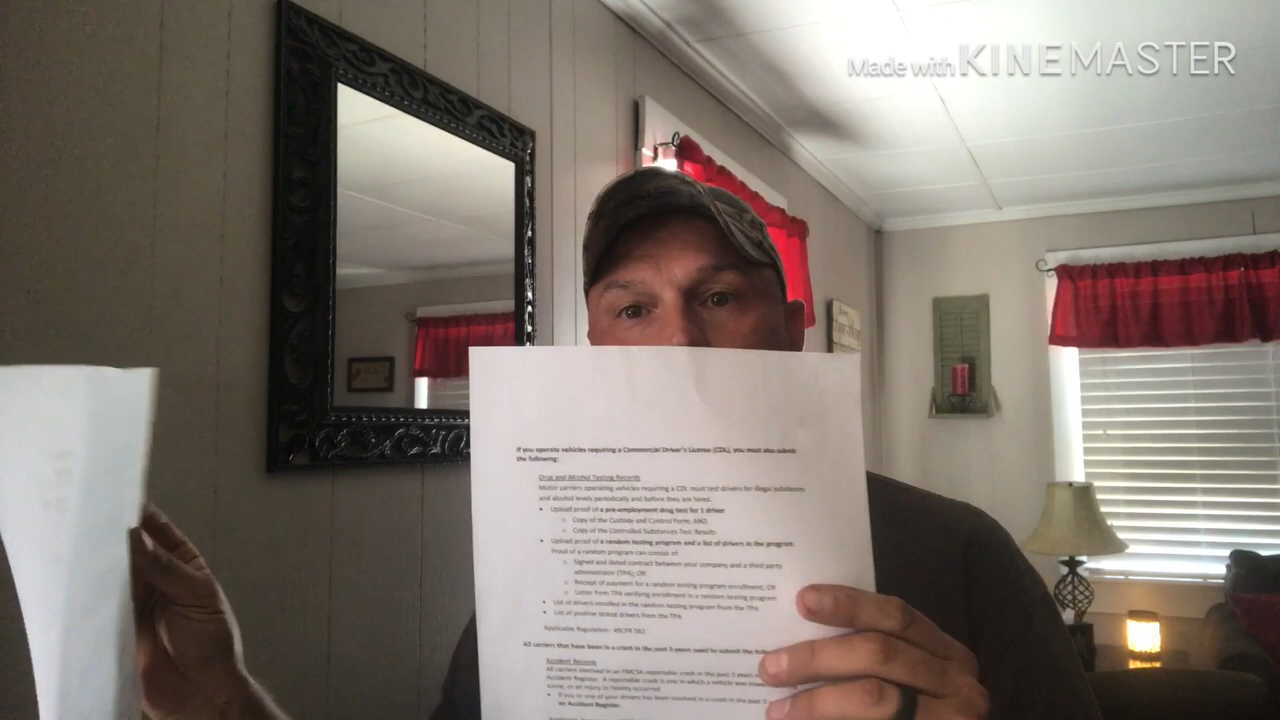 Made with KINEMASTER
If you operate vehicles requiring a Commercial Driver's License (CDL), you must also submit
the following:
Drug and Alcohol Testing Records
Motor carriers operating vehicles requiring a CDL must test drivers for illegal substances
and alcohol levels periodically and before they are hired.
• Upload proof of a pre-employment drug test for 1 driver
o Copy of the Custody and Control Form; AND
o Copy of the Controlled Substances Test Results
• Upload proof of a random testing program and a list of drivers in the program.
Proof of a random program can consist of:
o Signed and dated contract between your company and a third party
administrator (TPA); OR
o Receipt of payment for a random testing program enrollment; OR
o Letter from TPA verifying enrollment in a random testing program
• List of drivers enrolled in the random testing program from the TPA
• List of positive tested drivers from the TPA
Applicable Regulation: 49CFR 382
All carriers that have been in a crash in the past 3 years need to submit the
Accident Records
All carriers involved in an FMCSA reportable crash in the past 3 years
Accident Register. A reportable crash is one in which a vehicle was
scene, or an injury or fatality occurred.
• If you or one of your drivers has been involved in a crash in the past 3
an Accident Register.